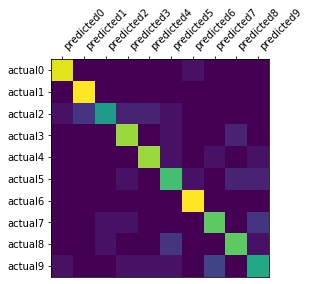 predicted0
predicted1
predicted2
predicted3
predicted4
predicted5
predicted6
predicted7
predicted8
predicted9
actual0
actual1
actual2
actual3
actual4
actual5
actual6
actual7
actual8
actual9